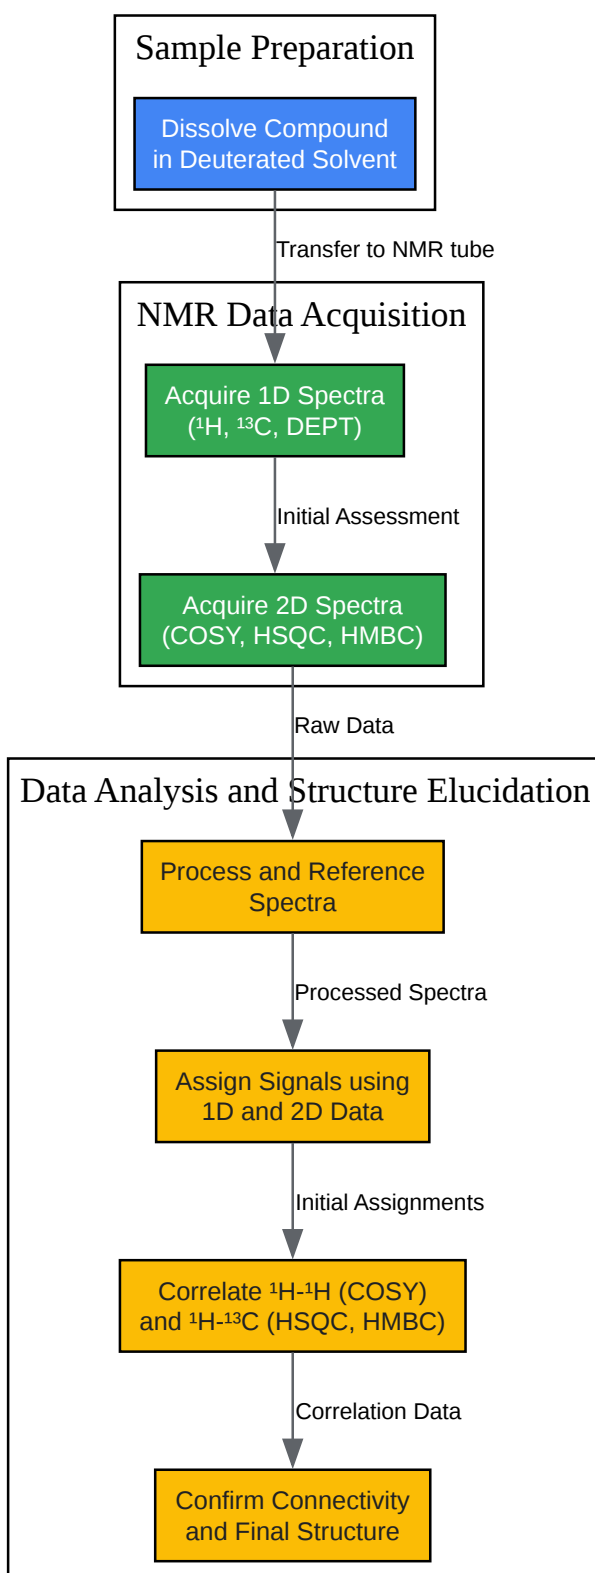 Sample Preparation
Dissolve Compound
in Deuterated Solvent
Transfer to NMR tube
NMR Data Acquisition
Acquire 1D Spectra
(¹H, ¹³C, DEPT)
Initial Assessment
Acquire 2D Spectra
(COSY, HSQC, HMBC)
Raw Data
Data Analysis and Structure Elucidation
Process and Reference
Spectra
Processed Spectra
Assign Signals using
1D and 2D Data
Initial Assignments
Correlate ¹H-¹H (COSY)
and ¹H-¹³C (HSQC, HMBC)
Correlation Data
Confirm Connectivity
and Final Structure